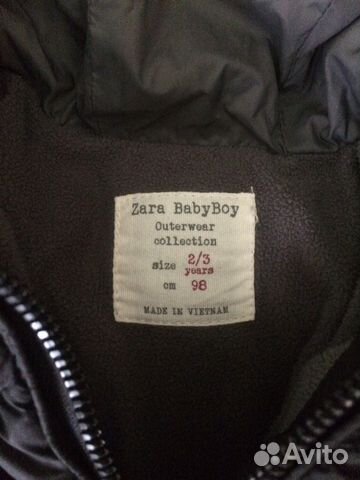 Zara BabyBoy
Outerwear
collection
size 2/3 years
cm 98
MADE IN VIETNAM
Avito